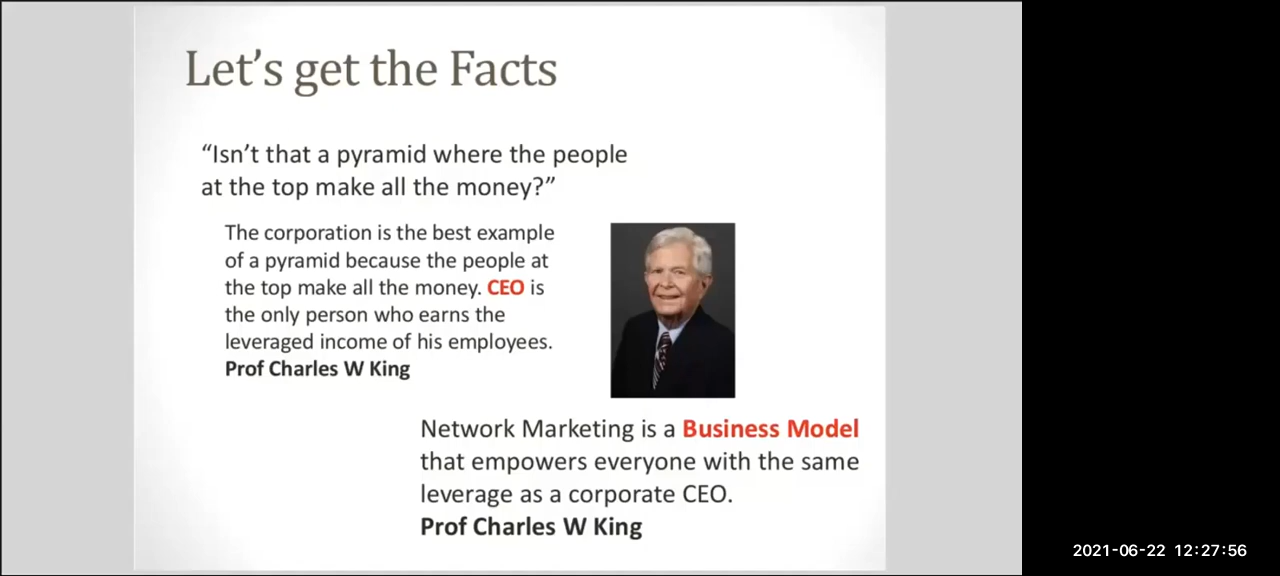 Let’s get the Facts
“Isn’t that a pyramid where the people
at the top make all the money?”
The corporation is the best example
of a pyramid because the people at
the top make all the money. CEO is
the only person who earns the
leveraged income of his employees.
Prof Charles W King
Network Marketing is a Business Model
that empowers everyone with the same
leverage as a corporate CEO.
Prof Charles W King
2021-06-22 12:27:56